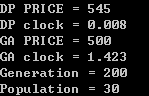 DP PRICE = 545
DP clock = 0.008
GA PRICE = 500
GA clock = 1.423
Generation = 200
Population = 30